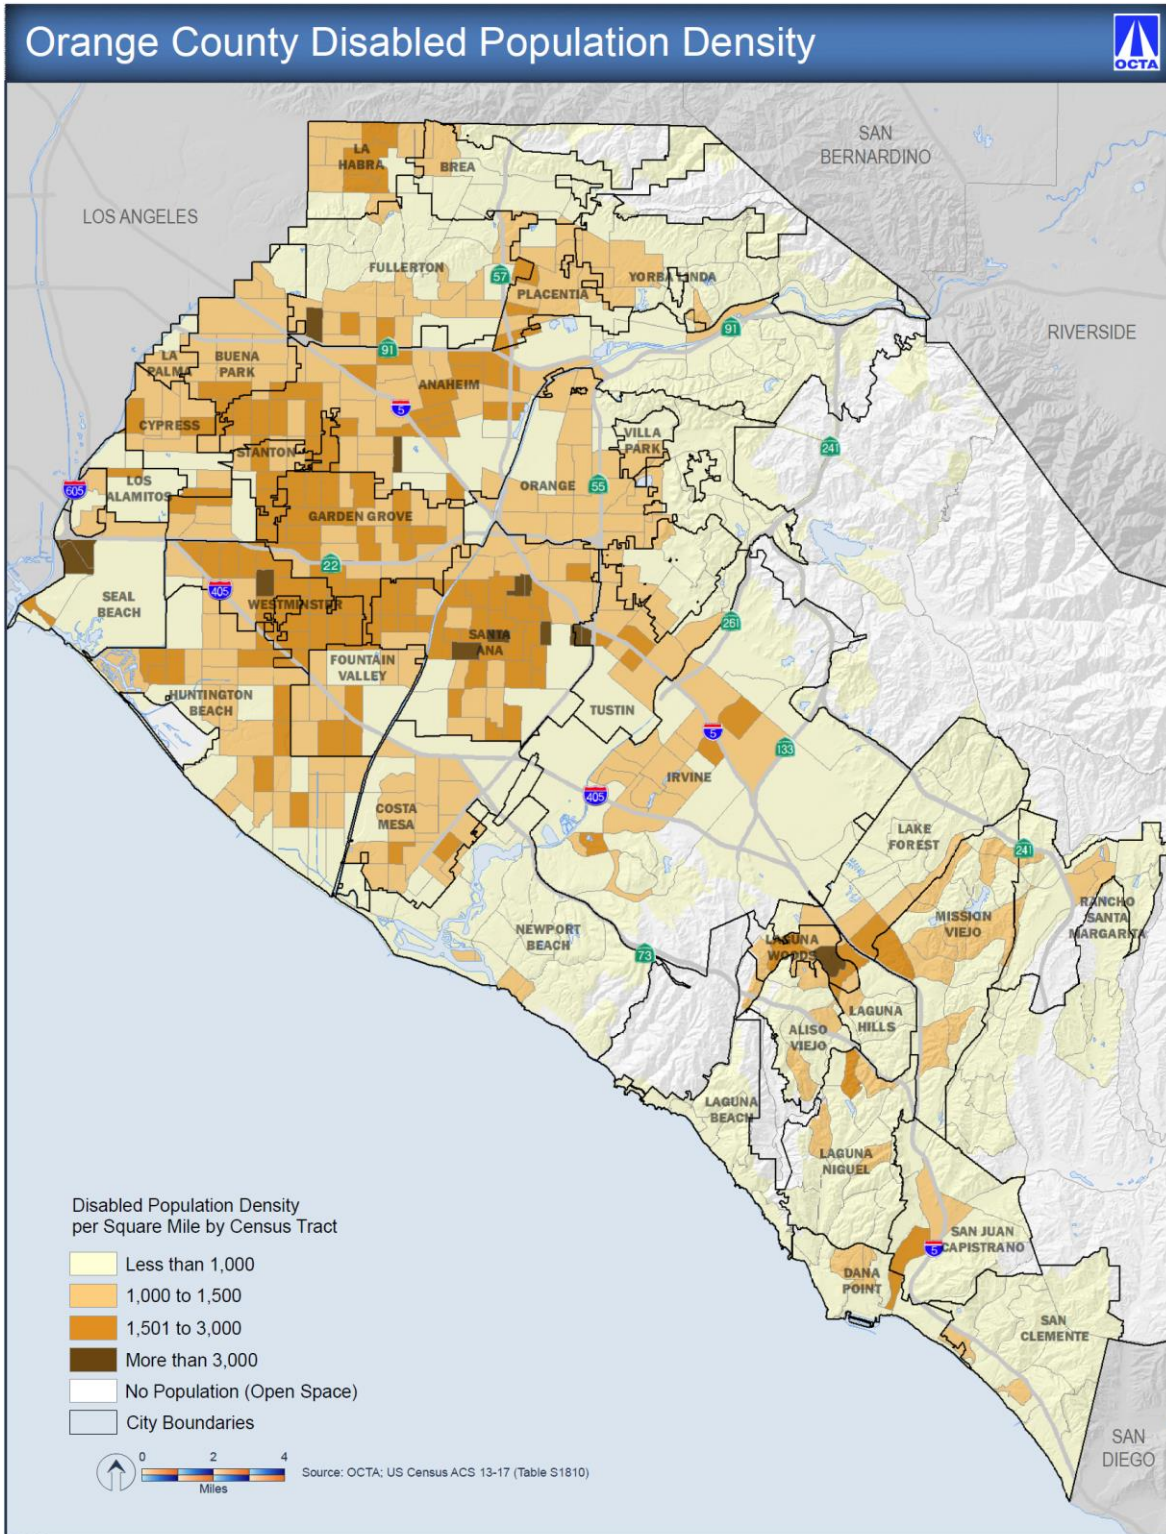 Orange County Disabled Population Density
OCTA
SAN
BERNARDINO
LOS ANGELES
RIVERSIDE
LA
HABRA
BREA
FULLERTON
57
YORBA LINDA
PLACENTIA
91
91
LA
PALMA
BUENA
PARK
ANAHEIM
5
CYPRESS
STANTON
VILLA
PARK
241
605
LOS
ALAMITOS
ORANGE
55
GARDEN GROVE
22
405
SEAL
BEACH
WESTMINSTER
SANTA
ANA
261
FOUNTAIN
VALLEY
HUNTINGTON
BEACH
TUSTIN
5
133
IRVINE
405
COSTA
MESA
LAKE
FOREST
241
MISSION
VIEJO
RANCHO
SANTA
MARGARITA
NEWPORT
BEACH
73
LAGUNA
WOODS
LAGUNA
HILLS
ALISO
VIEJO
LAGUNA
BEACH
LAGUNA
NIGUEL
SAN JUAN
CAPISTRANO
5
DANA
POINT
SAN
CLEMENTE
SAN
DIEGO
Disabled Population Density
per Square Mile by Census Tract
Less than 1,000
1,000 to 1,500
1,501 to 3,000
More than 3,000
No Population (Open Space)
City Boundaries
0 2 4
Miles
Source: OCTA; US Census ACS 13-17 (Table S1810)